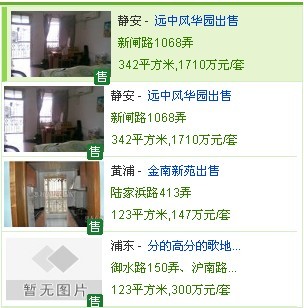 静安 - 远中风华园出售
新闸路1068弄
342平方米,1710万元/套
售
静安 - 远中风华园出售
新闸路1068弄
342平方米,1710万元/套
售
黄浦 - 金南新苑出售
陆家浜路413弄
123平方米,147万元/套
售
浦东 - 分的高分的歌地...
御水路150弄、沪南路...
123平方米,300万元/套
暂无图片
售